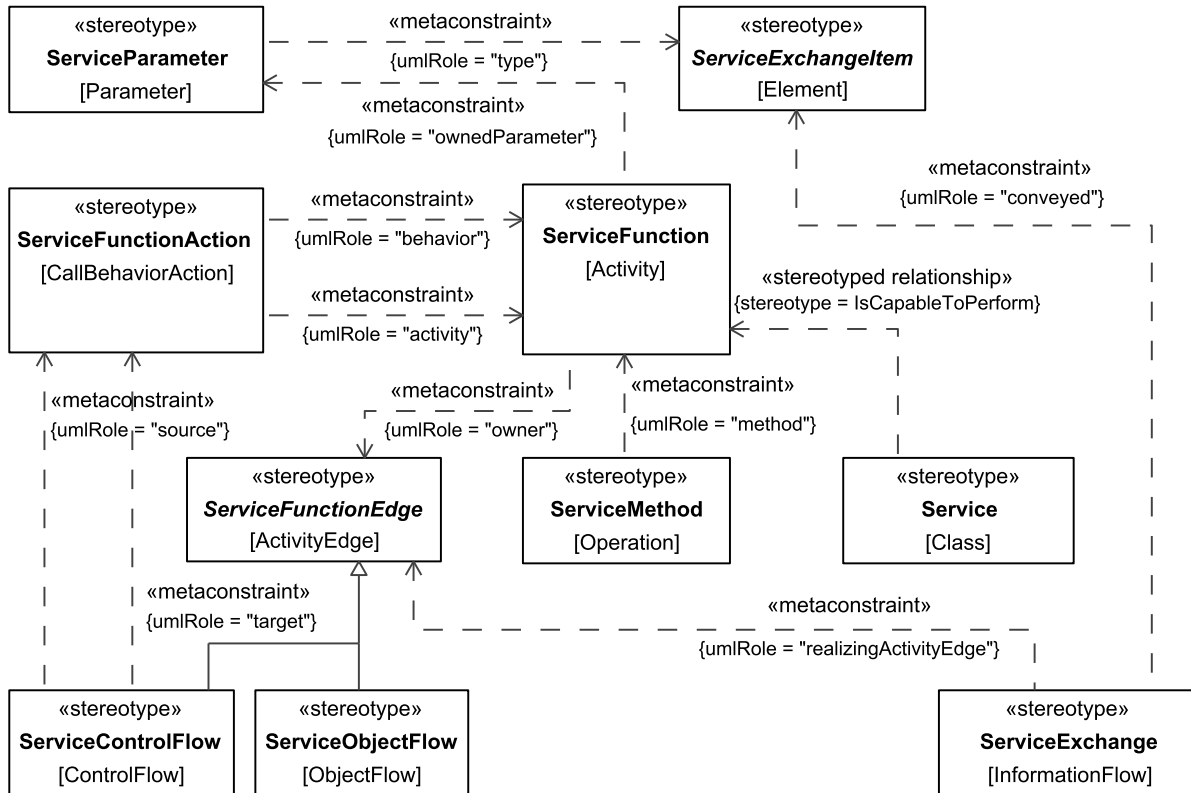 «stereotype»
ServiceParameter
[Parameter]
«metaconstraint»
{umlRole = "type"}
«stereotype»
ServiceExchangeItem
[Element]
«metaconstraint»
{umlRole = "ownedParameter"}
«metaconstraint»
{umlRole = "conveyed"}
«stereotype»
ServiceFunctionAction
[CallBehaviorAction]
«metaconstraint»
{umlRole = "behavior"}
«metaconstraint»
{umlRole = "activity"}
«stereotype»
ServiceFunction
[Activity]
«stereotyped relationship»
{stereotype = IsCapableToPerform}
«metaconstraint»
{umlRole = "source"}
«metaconstraint»
{umlRole = "owner"}
«metaconstraint»
{umlRole = "method"}
«stereotype»
ServiceFunctionEdge
[ActivityEdge]
«stereotype»
ServiceMethod
[Operation]
«stereotype»
Service
[Class]
«metaconstraint»
{umlRole = "target"}
«metaconstraint»
{umlRole = "realizingActivityEdge"}
«stereotype»
ServiceControlFlow
[ControlFlow]
«stereotype»
ServiceObjectFlow
[ObjectFlow]
«stereotype»
ServiceExchange
[InformationFlow]